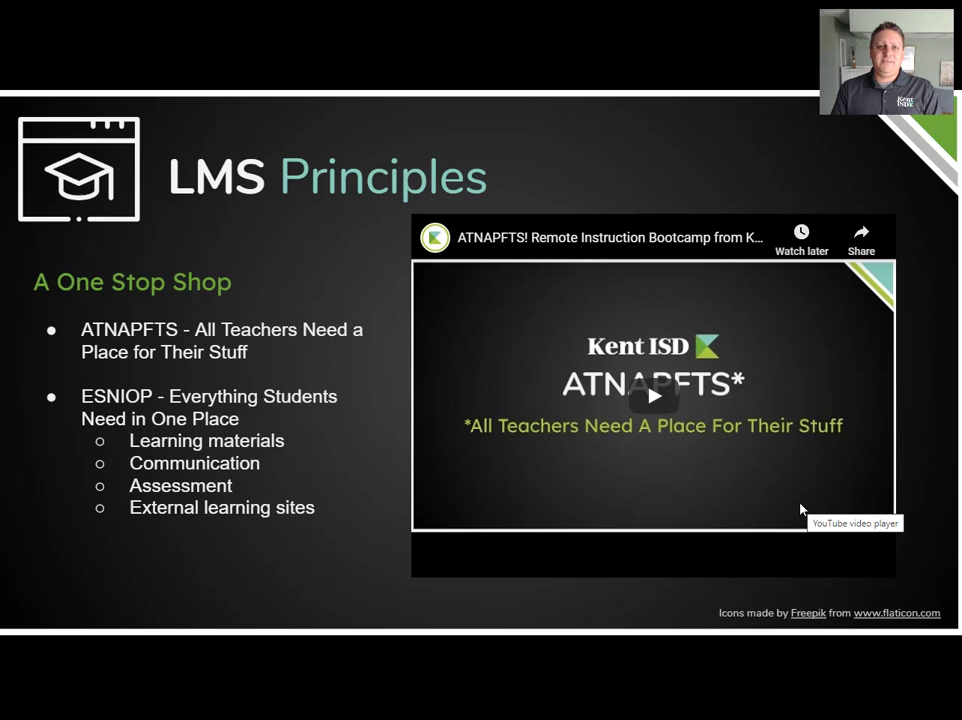 Kent
ISD
LMS Principles
ATNAPFTS! Remote Instruction Bootcamp from K...
Watch later
Share
A One Stop Shop
● ATNAPFTS - All Teachers Need a
Place for Their Stuff
● ESNIOP - Everything Students
Need in One Place
○ Learning materials
○ Communication
○ Assessment
○ External learning sites
Kent ISD
ATNAPFTS*
*All Teachers Need A Place For Their Stuff
YouTube video player
Icons made by Freepik from www.flaticon.com